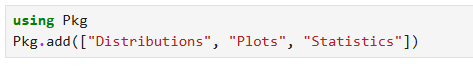 using Pkg
Pkg.add(["Distributions", "Plots", "Statistics"])